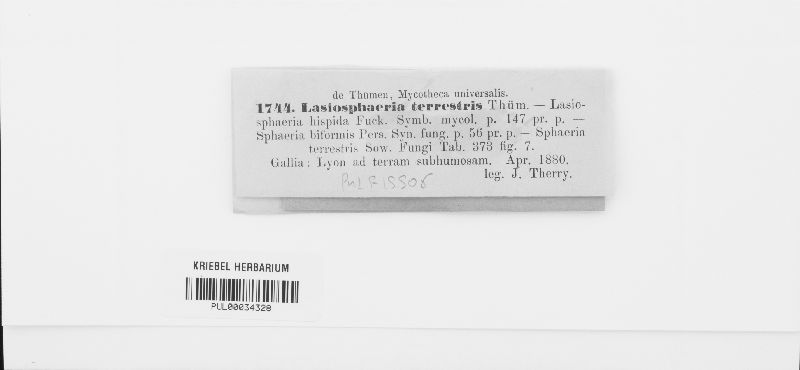 de Thümen, Mycotheca universalis.
1744. Lasiosphaeria terrestris Thüm. — Lasio-
sphaeria hispida Fuck. Symb. mycol. p. 147 pr. p. —
Sphaeria biformis Pers. Syn. fung. p. 56 pr. p. — Sphaeria
terrestris Sow. Fungi Tab. 373 fig. 7.
Gallia: Lyon ad terram subhumosam. Apr. 1880.
leg. J. Therry.
PUL F15506
KRIEBEL HERBARIUM
PUL00034328